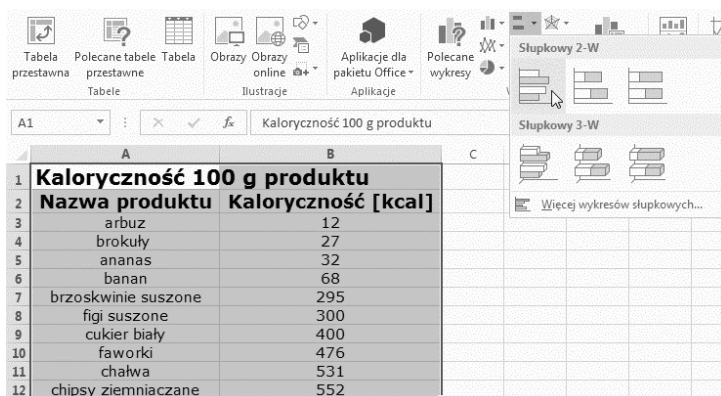 Tabela przestawna
Polecane tabele przestawne
Tabela
Obrazy
Obrazy online
Aplikacje dla pakietu Office
Polecane wykresy
Tabele
Ilustracje
Aplikacje
Słupkowy 2-W
Słupkowy 3-W
Więcej wykresów słupkowych...
A1
fx
Kaloryczność 100 g produktu
A B C
1 Kaloryczność 100 g produktu
2 Nazwa produktu Kaloryczność [kcal]
3 arbuz 12
4 brokuły 27
5 ananas 32
6 banan 68
7 brzoskwinie suszone 295
8 figi suszone 300
9 cukier biały 400
10 faworki 476
11 chałwa 531
12 chipsy ziemniaczane 552